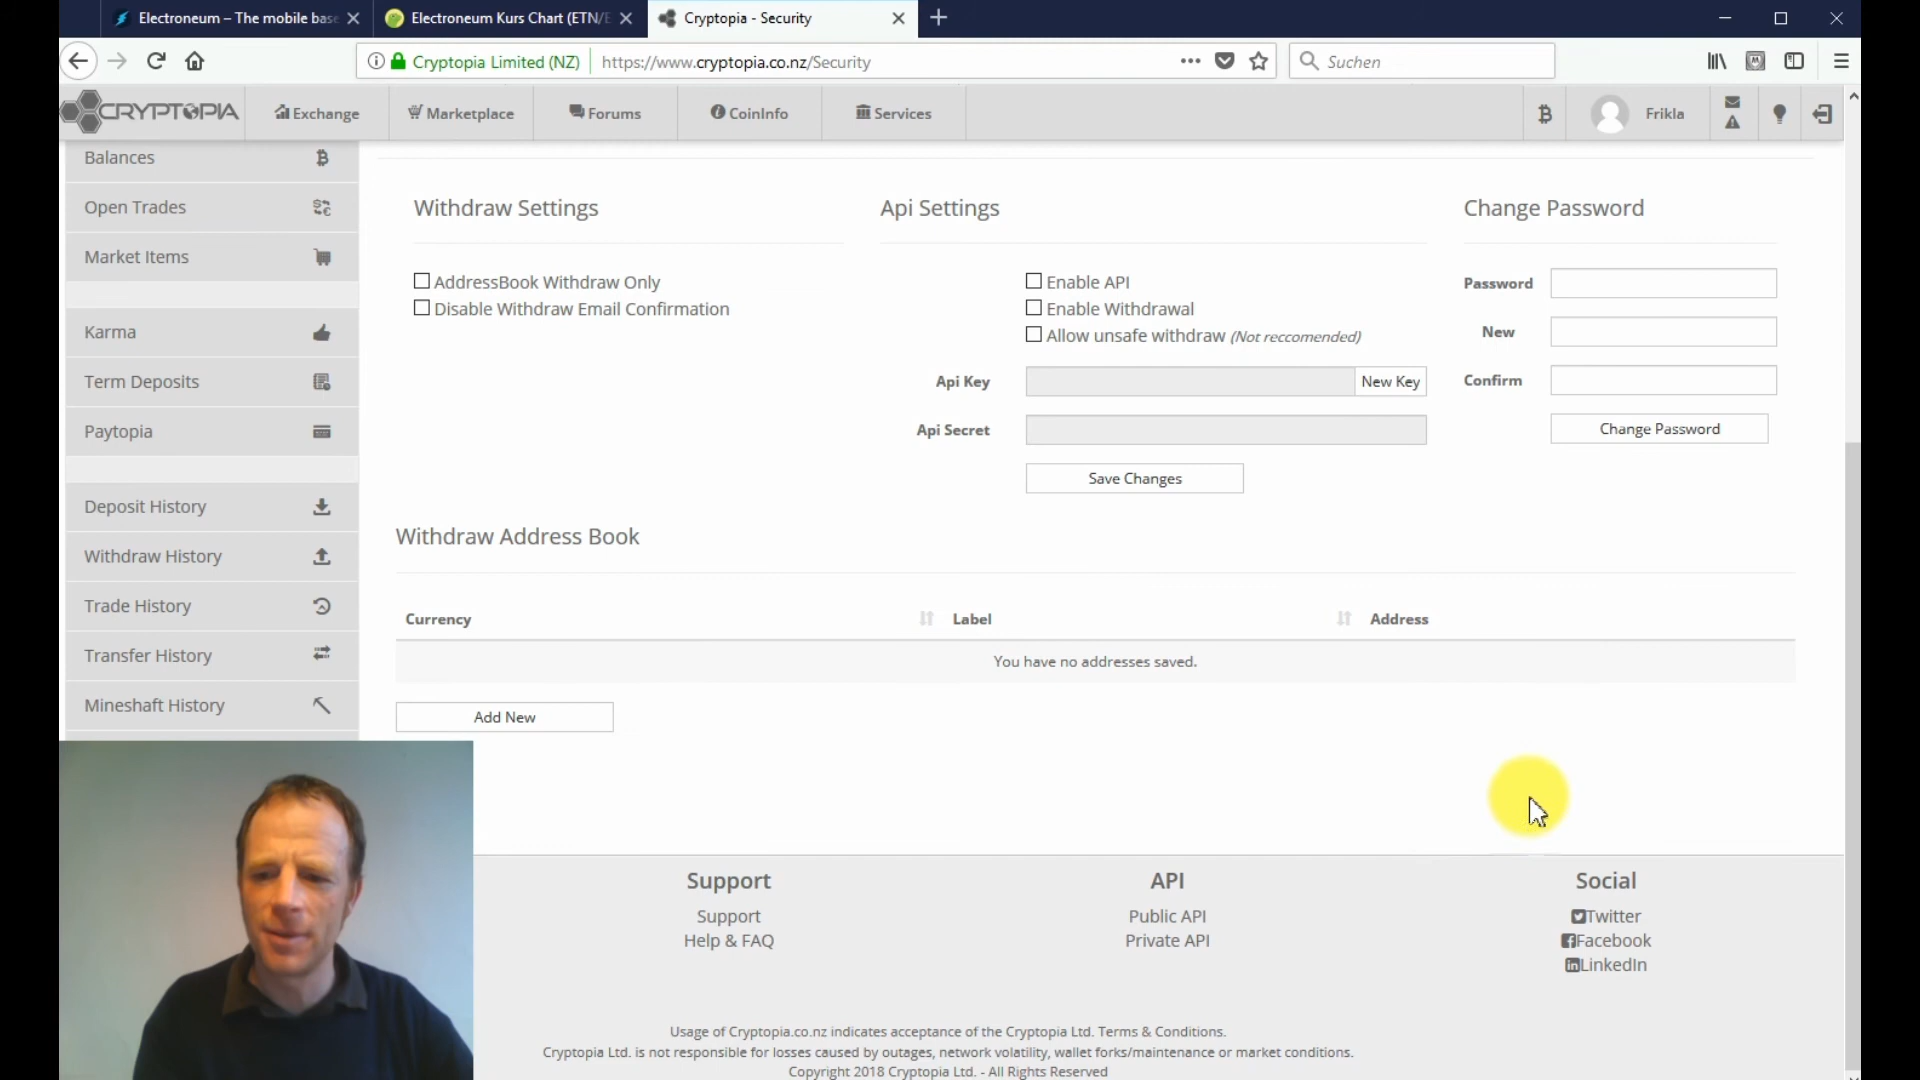 Electroneum – The mobile base
Electroneum Kurs Chart (ETN/E
Cryptopia - Security
Cryptopia Limited (NZ)
https://www.cryptopia.co.nz/Security
Suchen
CRYPTOPIA
Exchange
Marketplace
Forums
CoinInfo
Services
Frikla
Balances
Open Trades
Market Items
Karma
Term Deposits
Paytopia
Deposit History
Withdraw History
Trade History
Transfer History
Mineshaft History
Withdraw Settings
AddressBook Withdraw Only
Disable Withdraw Email Confirmation
Api Settings
Enable API
Enable Withdrawal
Allow unsafe withdraw (Not reccomended)
Api Key
New Key
Api Secret
Save Changes
Change Password
Password
New
Confirm
Change Password
Withdraw Address Book
Currency Label Address
You have no addresses saved.
Add New
Support
Support
Help & FAQ
API
Public API
Private API
Social
Twitter
Facebook
LinkedIn
Usage of Cryptopia.co.nz indicates acceptance of the Cryptopia Ltd. Terms & Conditions.
Cryptopia Ltd. is not responsible for losses caused by outages, network volatility, wallet forks/maintenance or market conditions.
Copyright 2018 Cryptopia Ltd. - All Rights Reserved